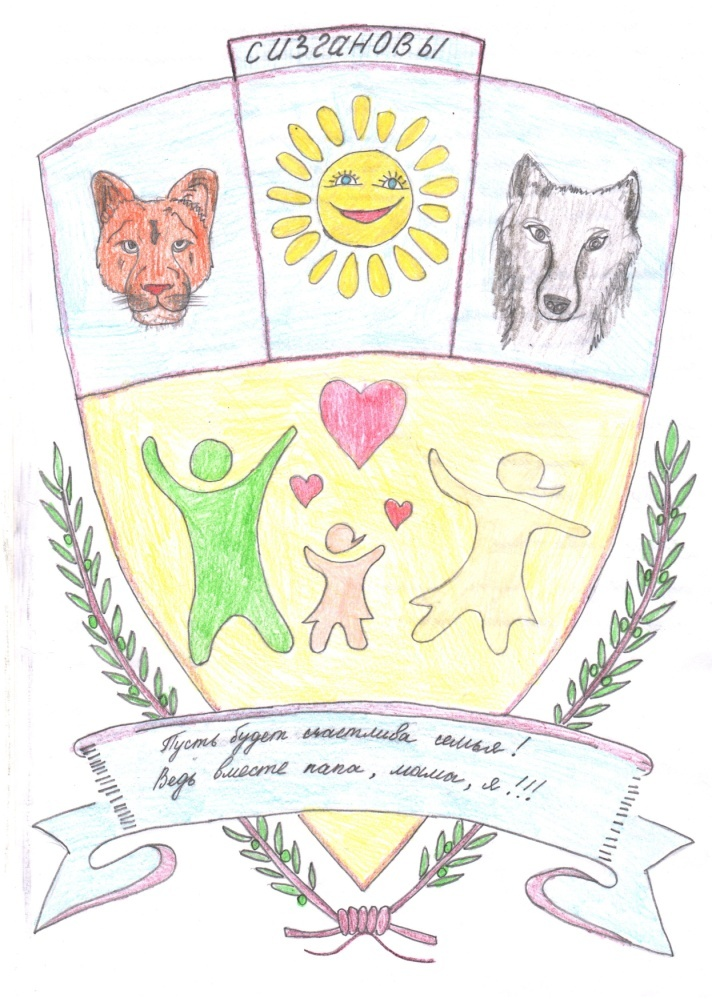 СИЗГАНОВЫ
Пусть будет счастлива семья!
Ведь вместе папа, мама, я!!!